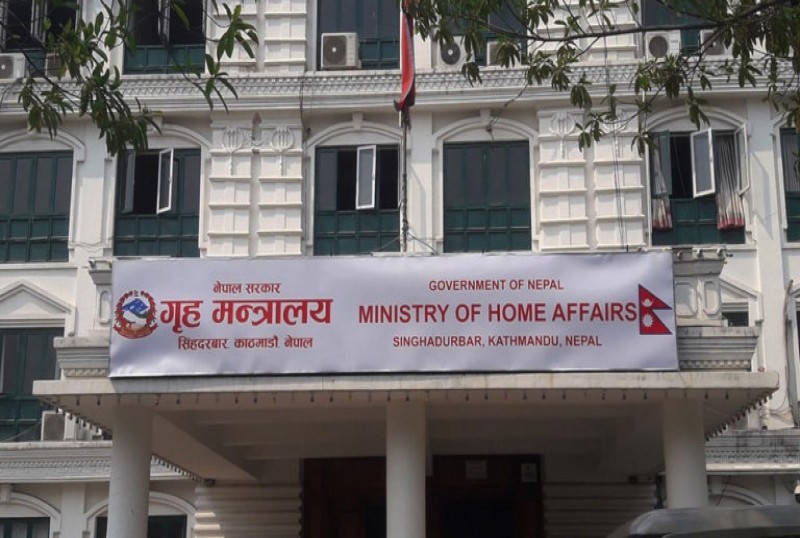 नेपाल सरकार
गृह मन्त्रालय
सिंहदरबार, काठमाडौं नेपाल
GOVERNMENT OF NEPAL
MINISTRY OF HOME AFFAIRS
SINGHADURBAR, KATHMANDU, NEPAL